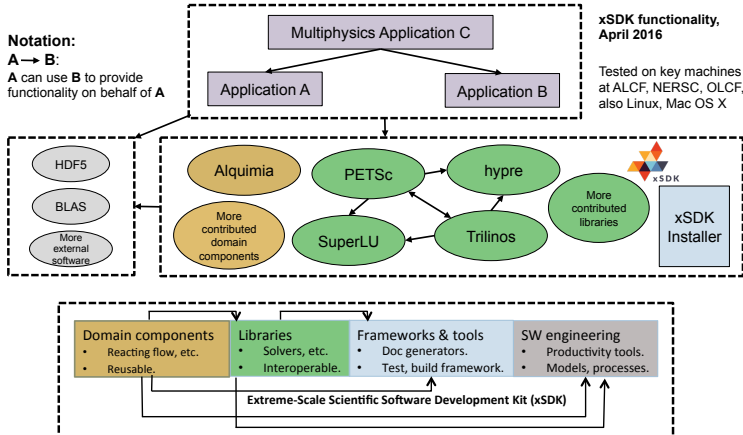 Notation:
A → B:
A can use B to provide
functionality on behalf of A
Multiphysics Application C
Application A
Application B
xSDK functionality,
April 2016
Tested on key machines
at ALCF, NERSC, OLCF,
also Linux, Mac OS X
HDF5
BLAS
More
external
software
Alquimia
More
contributed
domain
components
PETSc
hypre
SuperLU
Trilinos
More
contributed
libraries
xSDK
xSDK
Installer
Domain components
• Reacting flow, etc.
• Reusable.
Libraries
• Solvers, etc.
• Interoperable.
Frameworks & tools
• Doc generators.
• Test, build framework.
SW engineering
• Productivity tools.
• Models, processes.
Extreme-Scale Scientific Software Development Kit (xSDK)